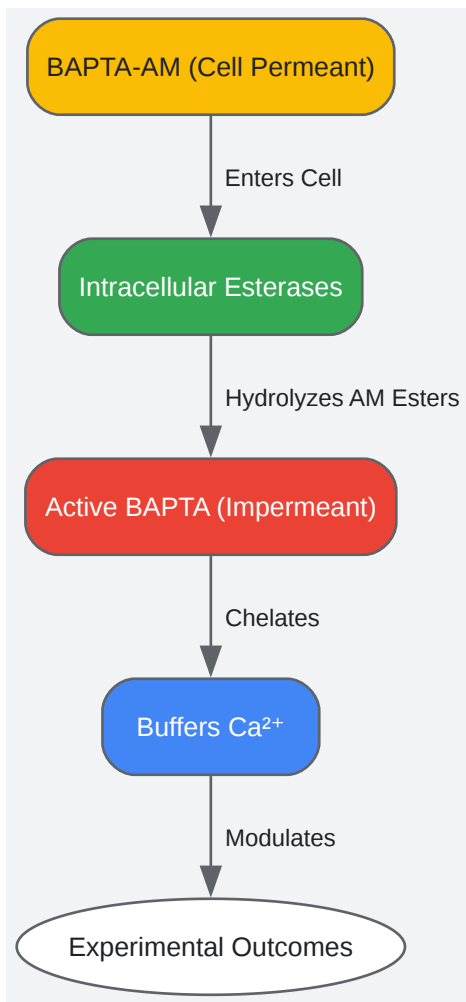 BAPTA-AM (Cell Permeant)
Enters Cell
Intracellular Esterases
Hydrolyzes AM Esters
Active BAPTA (Impermeant)
Chelates
Buffers Ca²⁺
Modulates
Experimental Outcomes